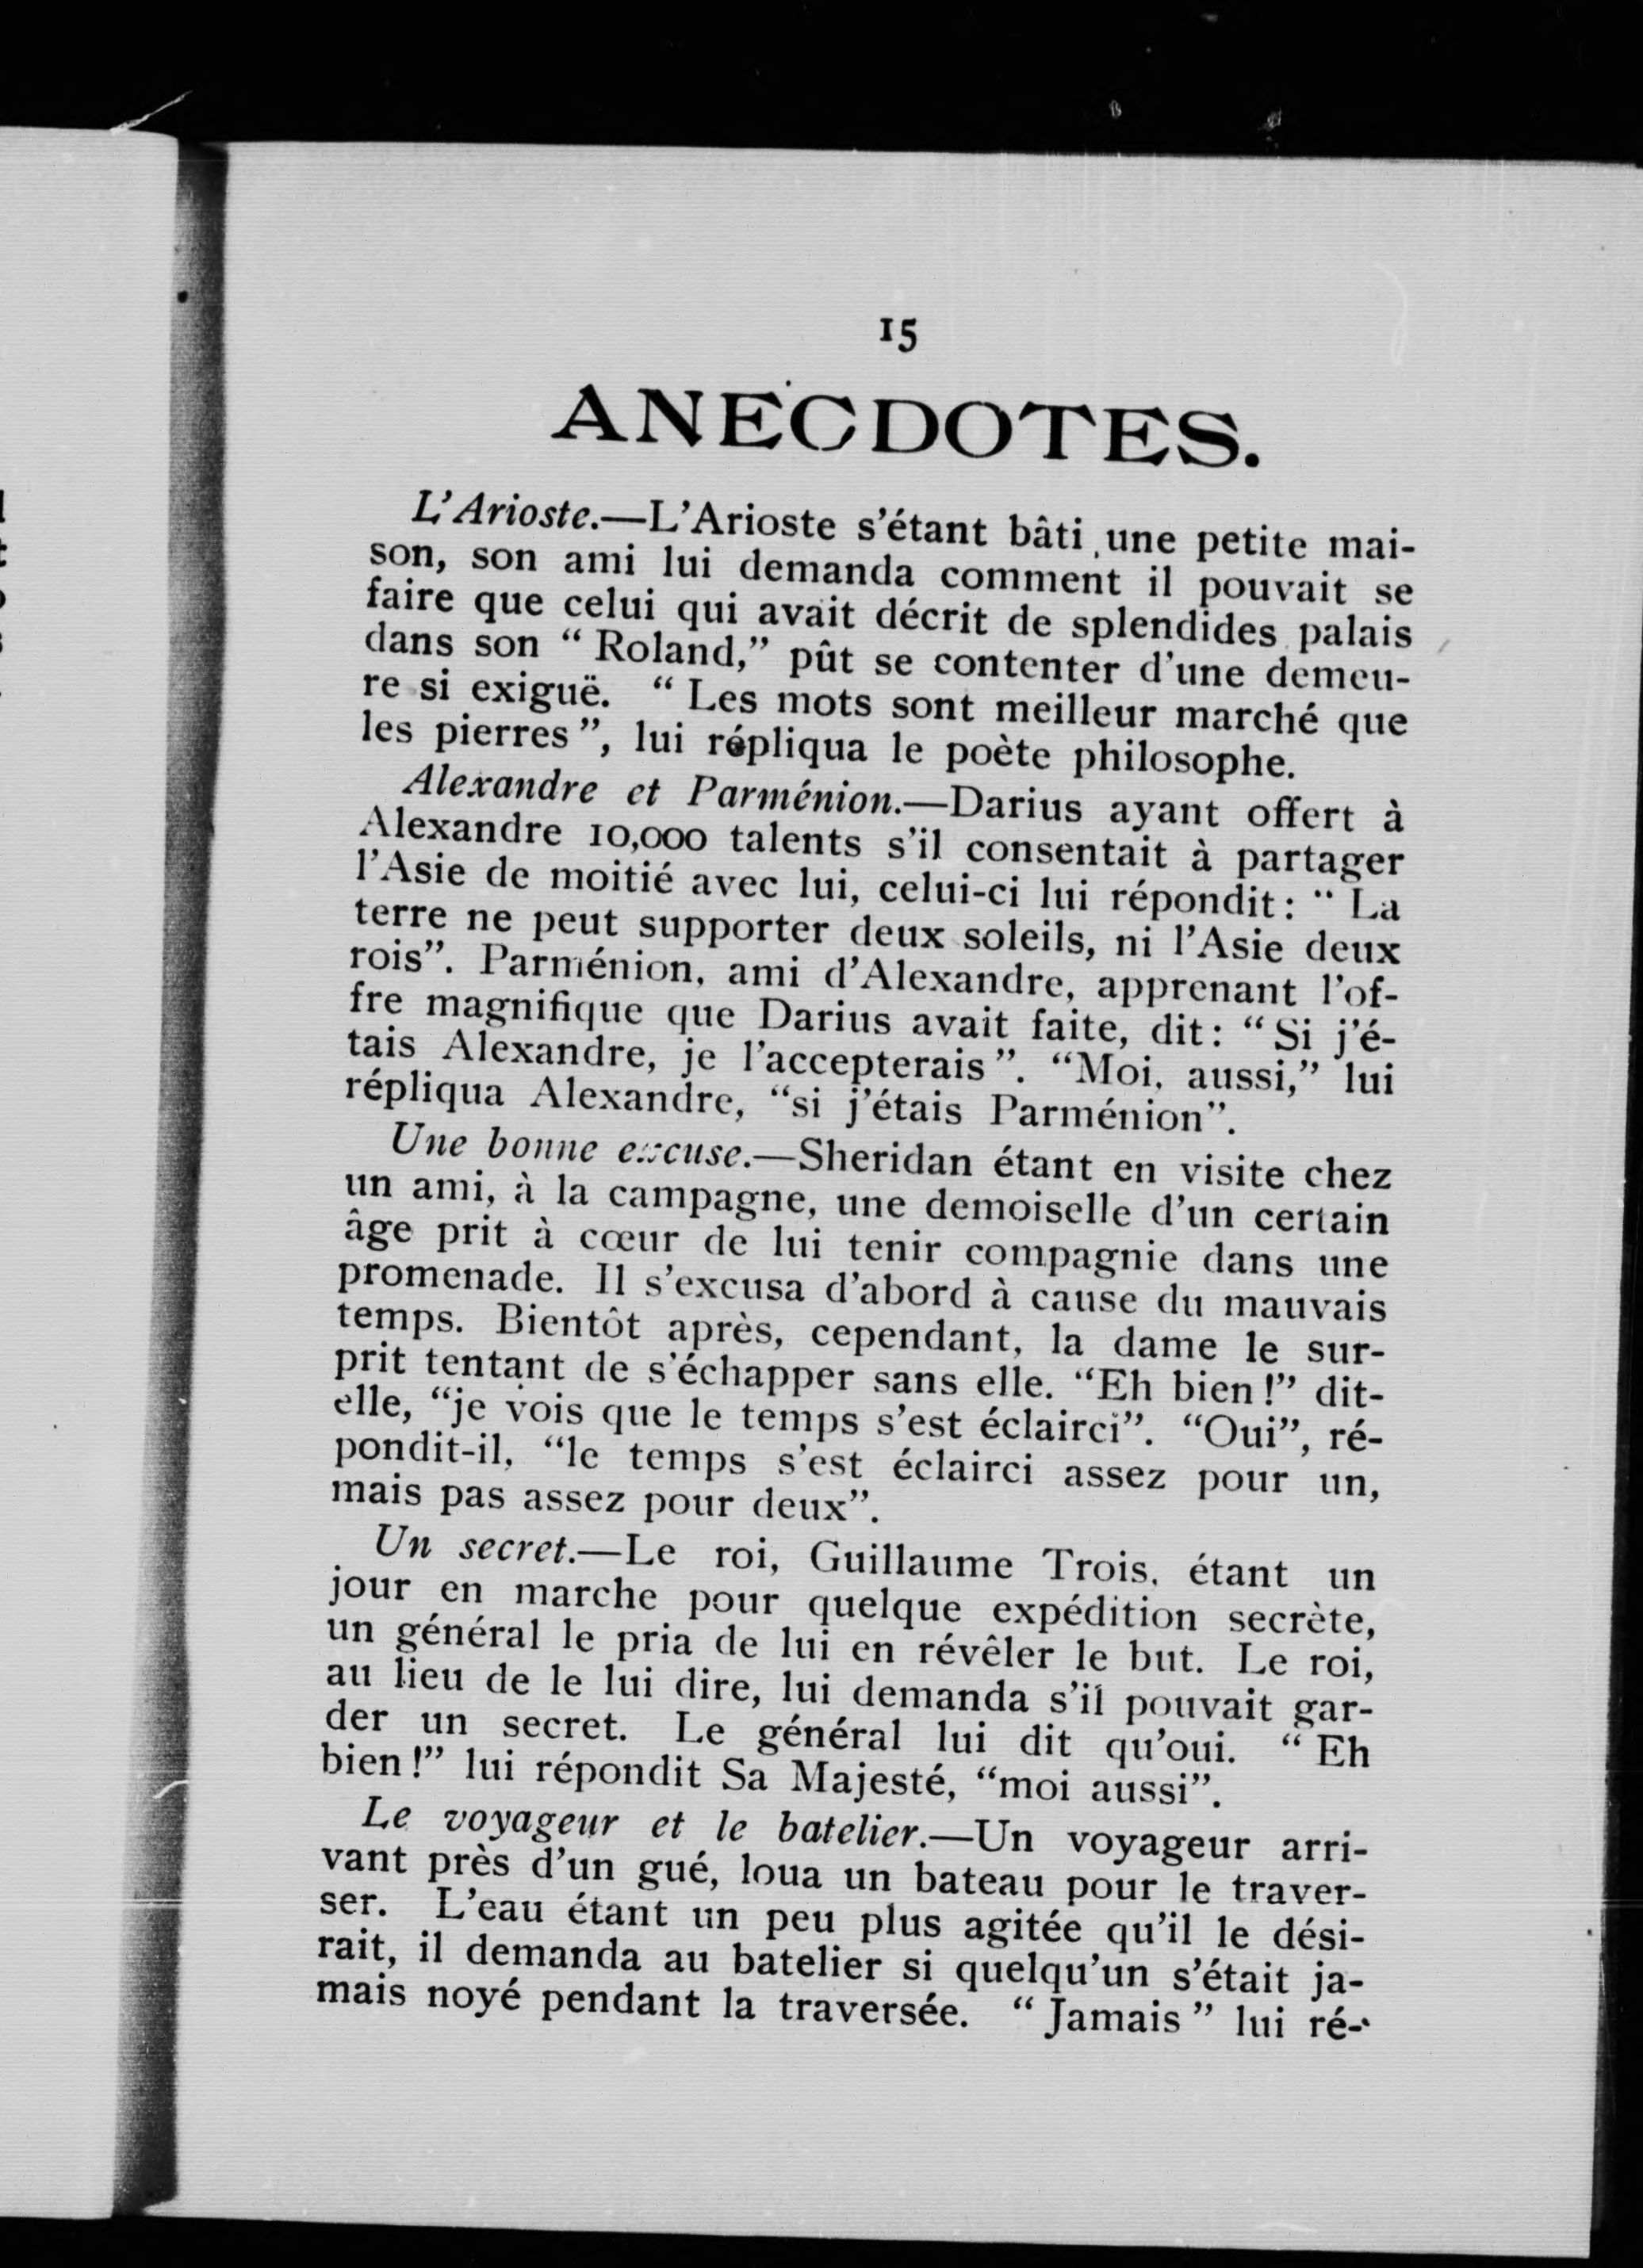 15
ANECDOTES.
L'Arioste.—L'Arioste s'étant bâti une petite mai-
son, son ami lui demanda comment il pouvait se
faire que celui qui avait décrit de splendides palais
dans son “ Roland,” pût se contenter d'une demeu-
re si exiguë. “ Les mots sont meilleur marché que
les pierres ”, lui répliqua le poète philosophe.
Alexandre et Parménion.—Darius ayant offert à
Alexandre 10,000 talents s'il consentait à partager
l'Asie de moitié avec lui, celui-ci lui répondit: “ La
terre ne peut supporter deux soleils, ni l'Asie deux
rois”. Parménion, ami d'Alexandre, apprenant l'of-
fre magnifique que Darius avait faite, dit: “ Si j'é-
tais Alexandre, je l'accepterais ”. “Moi, aussi,” lui
répliqua Alexandre, “si j'étais Parménion”.
Une bonne excuse.—Sheridan étant en visite chez
un ami, à la campagne, une demoiselle d'un certain
âge prit à cœur de lui tenir compagnie dans une
promenade. Il s'excusa d'abord à cause du mauvais
temps. Bientôt après, cependant, la dame le sur-
prit tentant de s'échapper sans elle. “Eh bien!” dit-
elle, “je vois que le temps s'est éclairci”. “Oui”, ré-
pondit-il, “le temps s'est éclairci assez pour un,
mais pas assez pour deux”.
Un secret.—Le roi, Guillaume Trois, étant un
jour en marche pour quelque expédition secrète,
un général le pria de lui en révêler le but. Le roi,
au lieu de le lui dire, lui demanda s'il pouvait gar-
der un secret. Le général lui dit qu'oui. “ Eh
bien!” lui répondit Sa Majesté, “moi aussi”.
Le voyageur et le batelier.—Un voyageur arri-
vant près d'un gué, loua un bateau pour le traver-
ser. L'eau étant un peu plus agitée qu'il le dési-
rait, il demanda au batelier si quelqu'un s'était ja-
mais noyé pendant la traversée. “ Jamais ” lui ré-